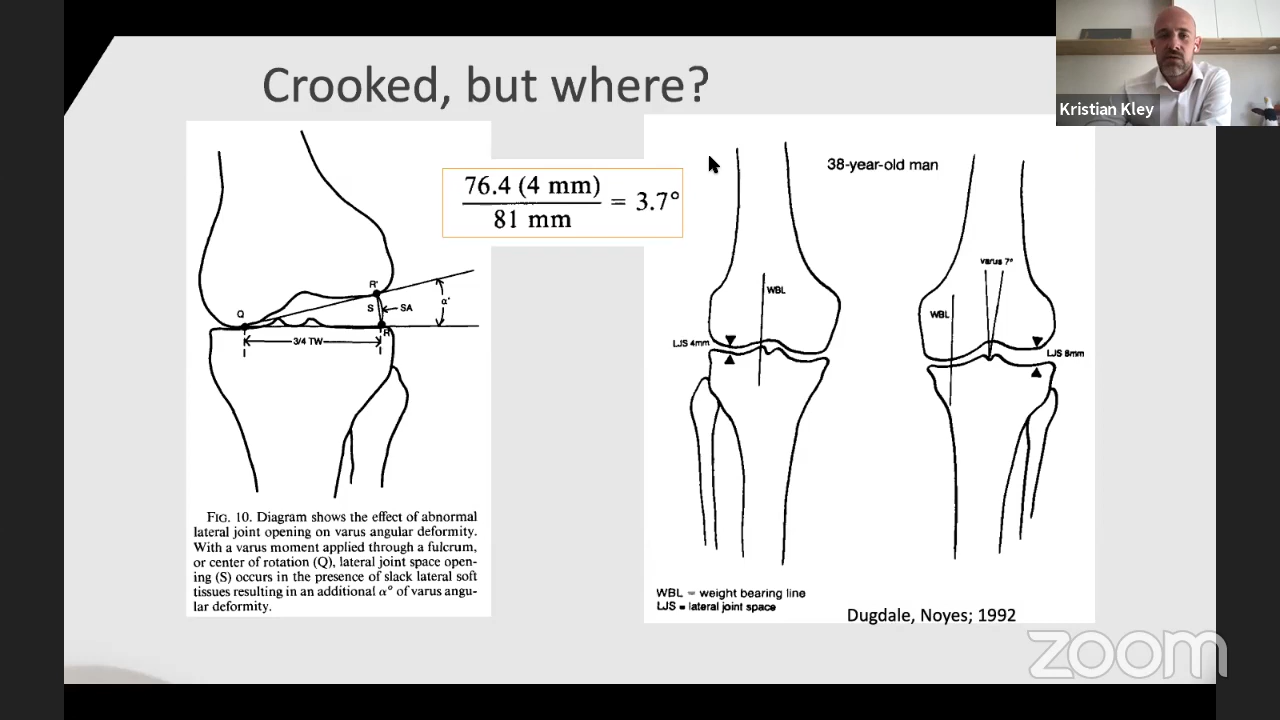 Crooked, but where?
Kristian Kley
76.4 (4 mm)
81 mm
= 3.7°
R'
Q
S
SA
α°
R
3/4 TW
FIG. 10. Diagram shows the effect of abnormal
lateral joint opening on varus angular deformity.
With a varus moment applied through a fulcrum,
or center of rotation (Q), lateral joint space open-
ing (S) occurs in the presence of slack lateral soft
tissues resulting in an additional α° of varus angu-
lar deformity.
38-year-old man
varus 7°
WBL
WBL
LJS 4mm
LJS 8mm
WBL = weight bearing line
LJS = lateral joint space
Dugdale, Noyes; 1992
zoom